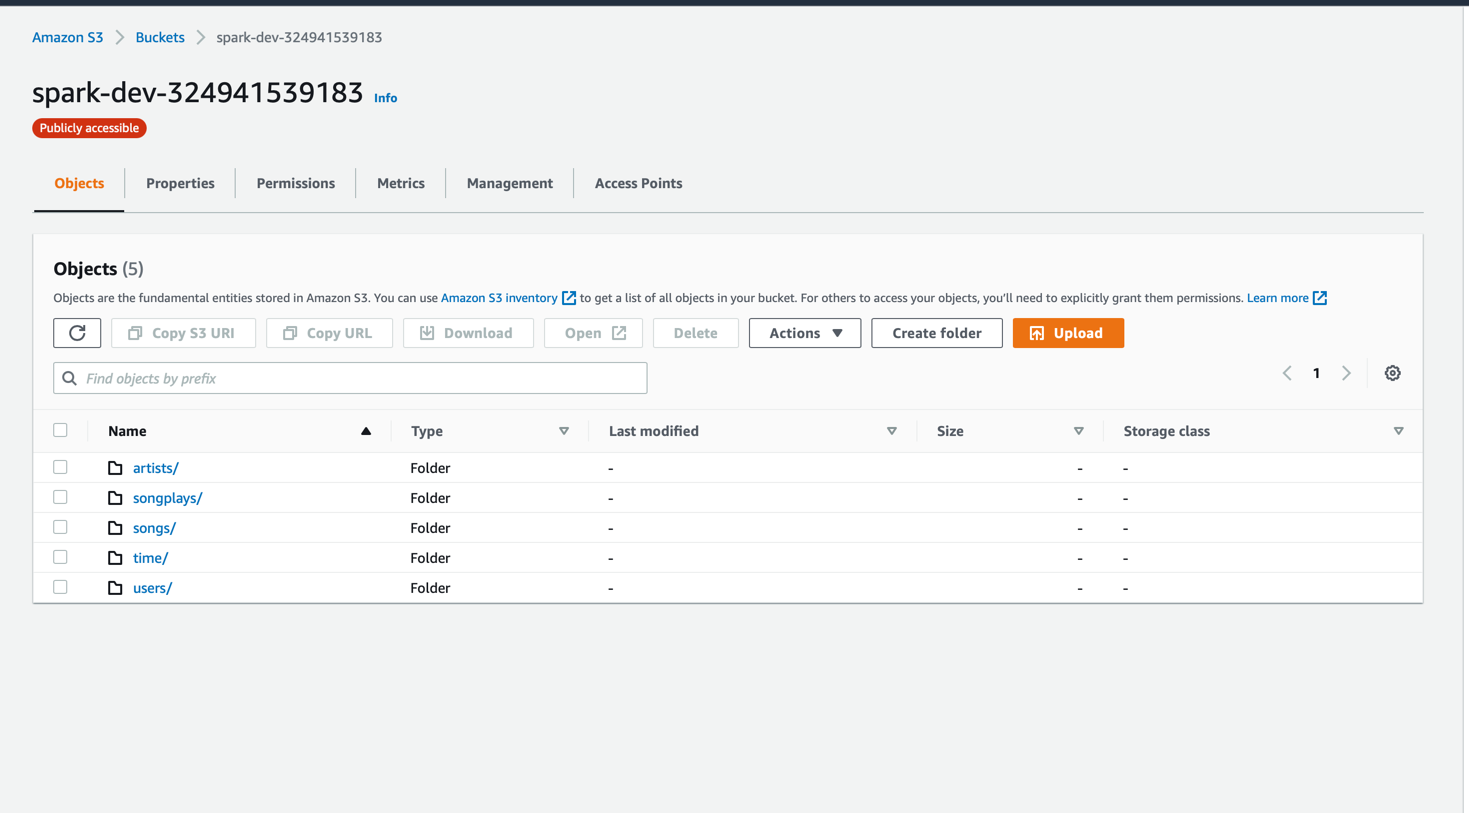 Amazon S3 > Buckets > spark-dev-324941539183
spark-dev-324941539183 Info
Publicly accessible
Objects Properties Permissions Metrics Management Access Points
Objects (5)
Objects are the fundamental entities stored in Amazon S3. You can use Amazon S3 inventory to get a list of all objects in your bucket. For others to access your objects, you'll need to explicitly grant them permissions. Learn more
Copy S3 URI Copy URL Download Open Delete Actions Create folder Upload
Find objects by prefix 1
Name Type Last modified Size Storage class
artists/ Folder - - -
songplays/ Folder - - -
songs/ Folder - - -
time/ Folder - - -
users/ Folder - - -